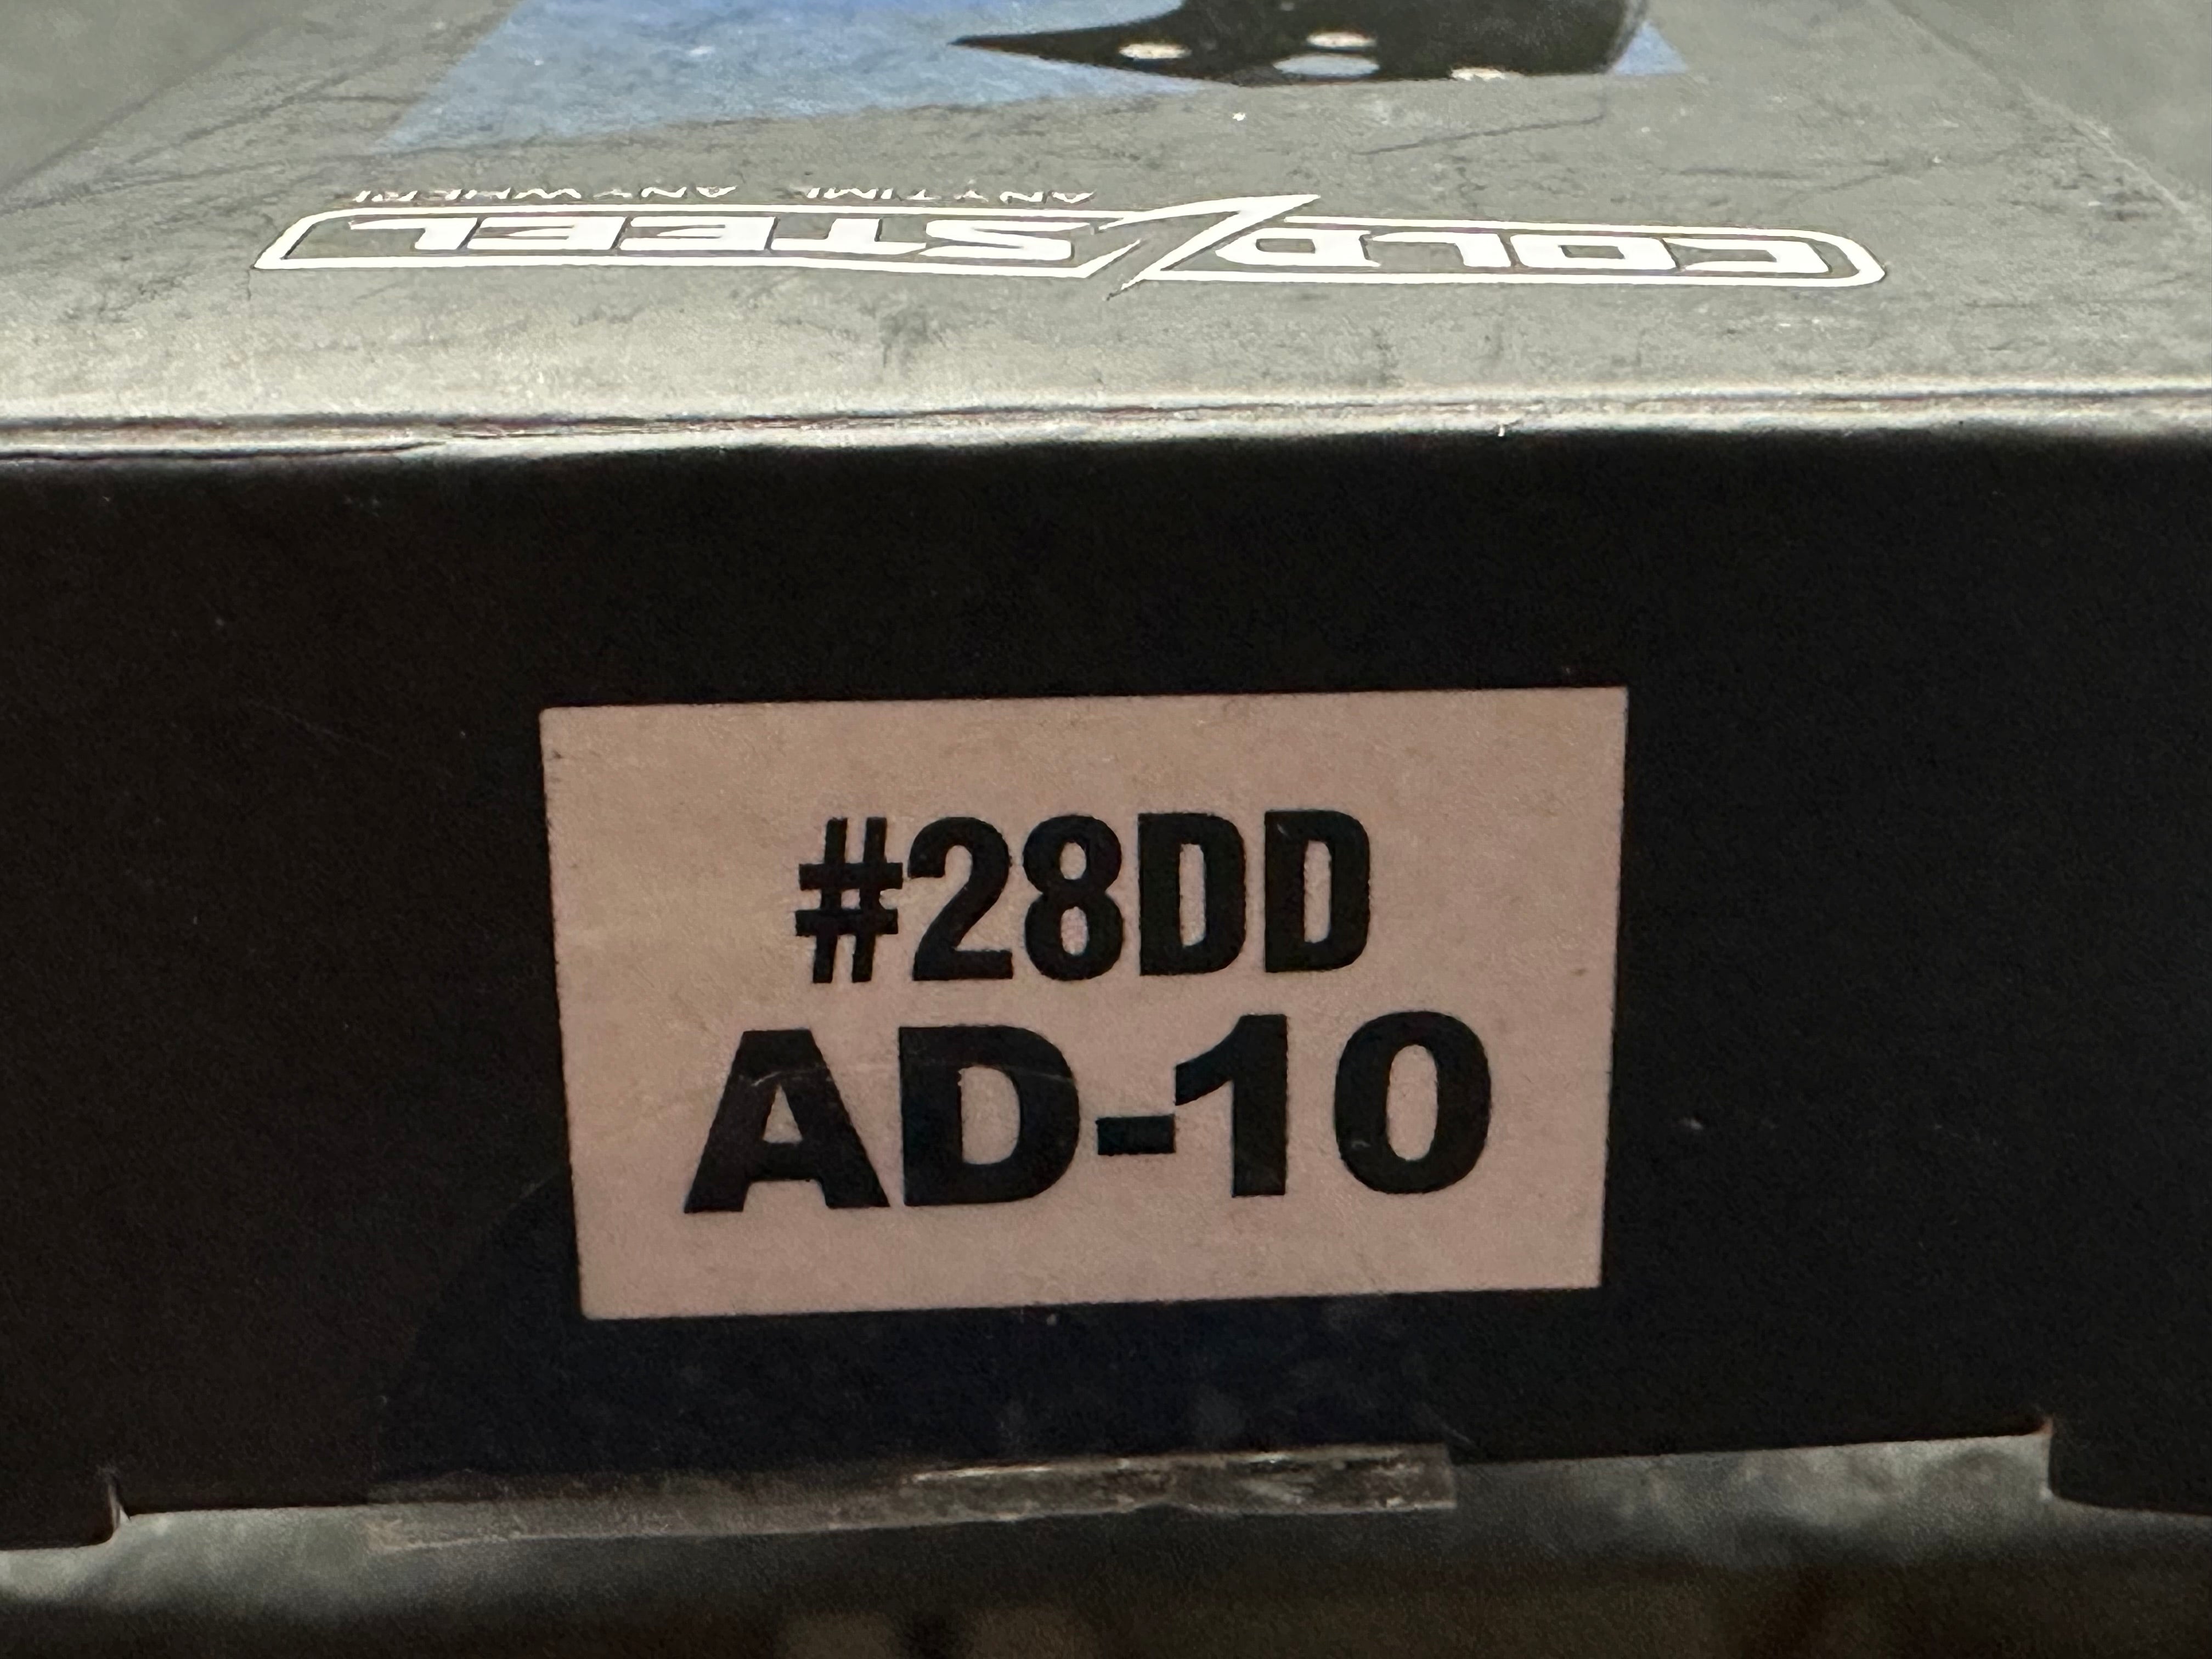 COLD STEEL
ANYTIME ANYWHERE
#28DD
AD-10